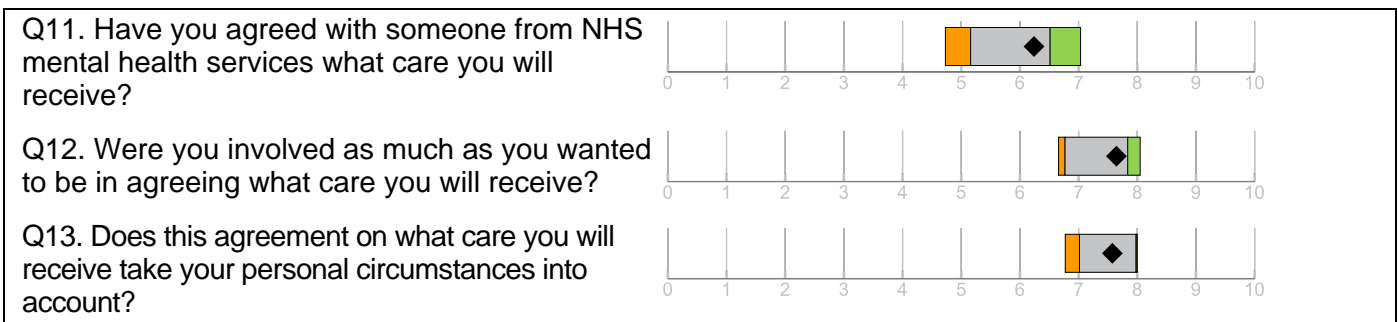 Q11. Have you agreed with someone from NHS
mental health services what care you will
receive?
0 1 2 3 4 5 6 7 8 9 10
Q12. Were you involved as much as you wanted
to be in agreeing what care you will receive?
0 1 2 3 4 5 6 7 8 9 10
Q13. Does this agreement on what care you will
receive take your personal circumstances into
account?
0 1 2 3 4 5 6 7 8 9 10